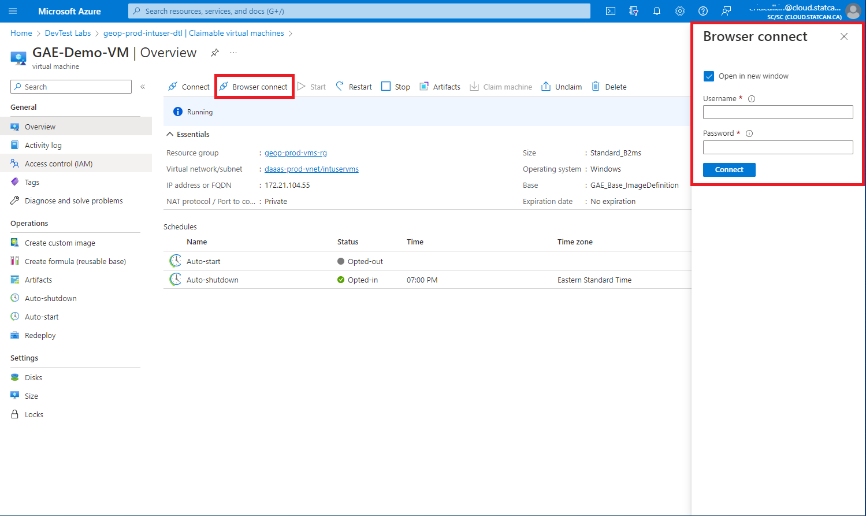 Microsoft Azure
Search resources, services, and docs (G+/)
@cloud.statcan.ca...
SC/SC (CLOUD.STATCAN.CA)
Home > DevTest Labs > geop-prod-intuser-dtl | Claimable virtual machines >
GAE-Demo-VM | Overview
virtual machine
Search
General
Overview
Activity log
Access control (IAM)
Tags
Diagnose and solve problems
Operations
Create custom image
Create formula (reusable base)
Artifacts
Auto-shutdown
Auto-start
Redeploy
Settings
Disks
Size
Locks
Connect Browser connect Start Restart Stop Artifacts Claim machine Unclaim Delete
Running
Essentials
Resource group : geop-prod-vms-rg
Virtual network/subnet : daaas-prod-vnet/intuservms
IP address or FQDN : 172.21.104.55
NAT protocol / Port to co... : Private
Size : Standard_B2ms
Operating system : Windows
Base : GAE_Base_ImageDefinition
Expiration date : No expiration
Schedules
Name Status Time Time zone
Auto-start Opted-out
Auto-shutdown Opted-in 07:00 PM Eastern Standard Time
Browser connect
Open in new window
Username *
Password *
Connect